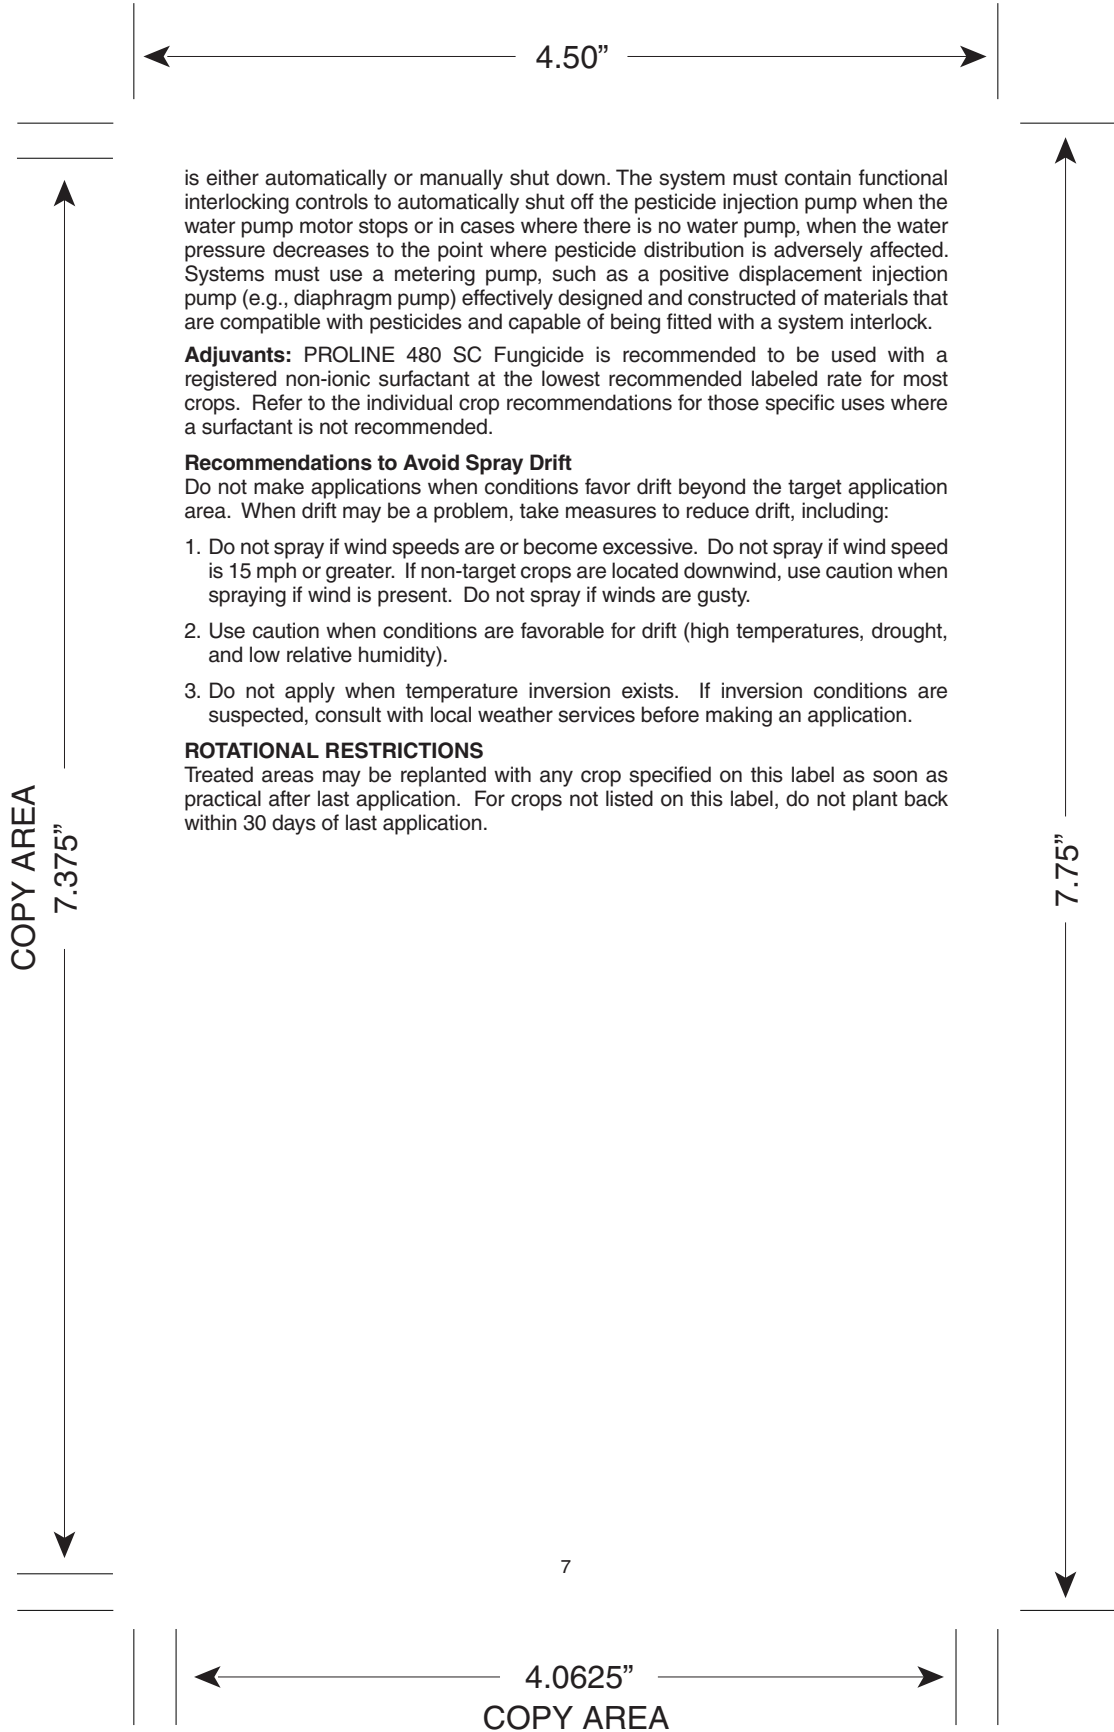 4.50”
is either automatically or manually shut down. The system must contain functional
interlocking controls to automatically shut off the pesticide injection pump when the
water pump motor stops or in cases where there is no water pump, when the water
pressure decreases to the point where pesticide distribution is adversely affected.
Systems must use a metering pump, such as a positive displacement injection
pump (e.g., diaphragm pump) effectively designed and constructed of materials that
are compatible with pesticides and capable of being fitted with a system interlock.
Adjuvants: PROLINE 480 SC Fungicide is recommended to be used with a
registered non-ionic surfactant at the lowest recommended labeled rate for most
crops. Refer to the individual crop recommendations for those specific uses where
a surfactant is not recommended.
Recommendations to Avoid Spray Drift
Do not make applications when conditions favor drift beyond the target application
area. When drift may be a problem, take measures to reduce drift, including:
1. Do not spray if wind speeds are or become excessive. Do not spray if wind speed
is 15 mph or greater. If non-target crops are located downwind, use caution when
spraying if wind is present. Do not spray if winds are gusty.
2. Use caution when conditions are favorable for drift (high temperatures, drought,
and low relative humidity).
3. Do not apply when temperature inversion exists. If inversion conditions are
suspected, consult with local weather services before making an application.
ROTATIONAL RESTRICTIONS
Treated areas may be replanted with any crop specified on this label as soon as
practical after last application. For crops not listed on this label, do not plant back
within 30 days of last application.
COPY AREA
7.375”
7.75”
7
4.0625”
COPY AREA